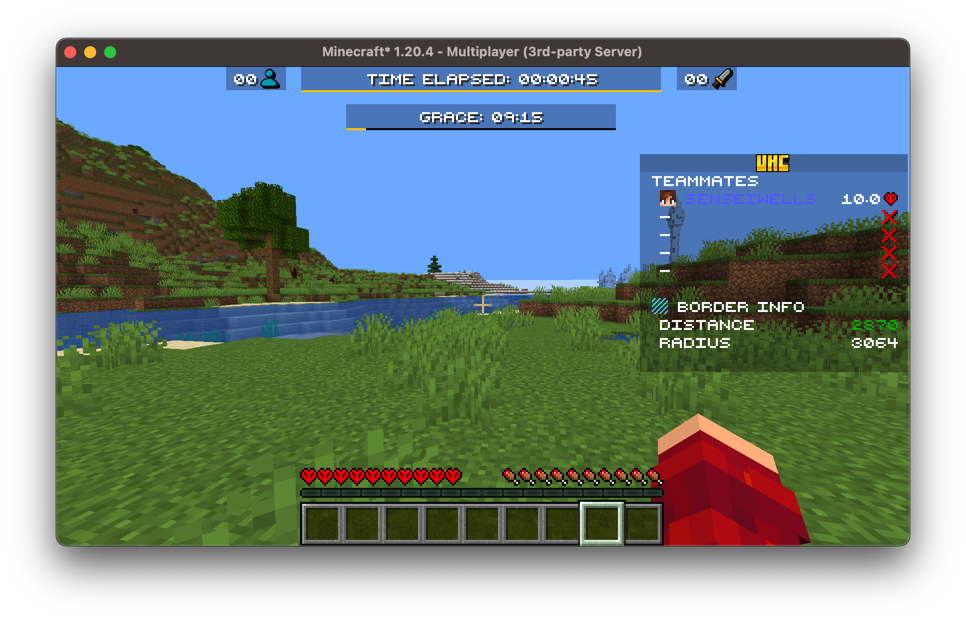 Minecraft* 1.20.4 - Multiplayer (3rd-party Server)
00 TIME ELAPSED: 00:00:45 00
GRACE: 09:15
UHC
TEAMMATES
SENSEIWELLS 10.0
-
-
-
-
BORDER INFO
DISTANCE 2870
RADIUS 3064